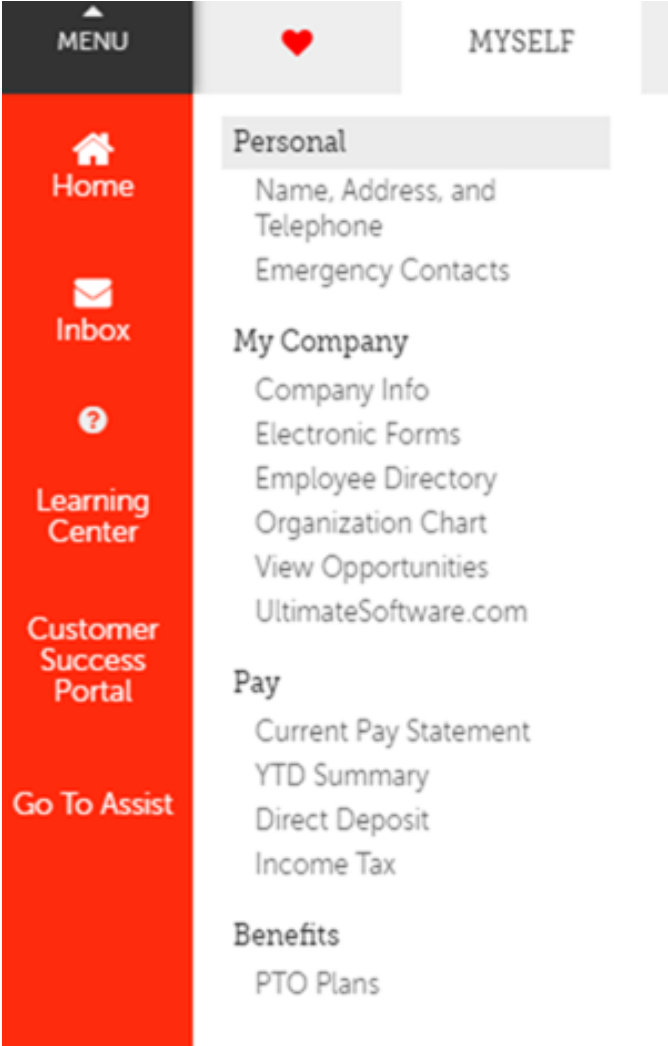 MENU
MYSELF
Home
Inbox
?
Learning
Center
Customer
Success
Portal
Go To Assist
Personal
Name, Address, and
Telephone
Emergency Contacts
My Company
Company Info
Electronic Forms
Employee Directory
Organization Chart
View Opportunities
UltimateSoftware.com
Pay
Current Pay Statement
YTD Summary
Direct Deposit
Income Tax
Benefits
PTO Plans